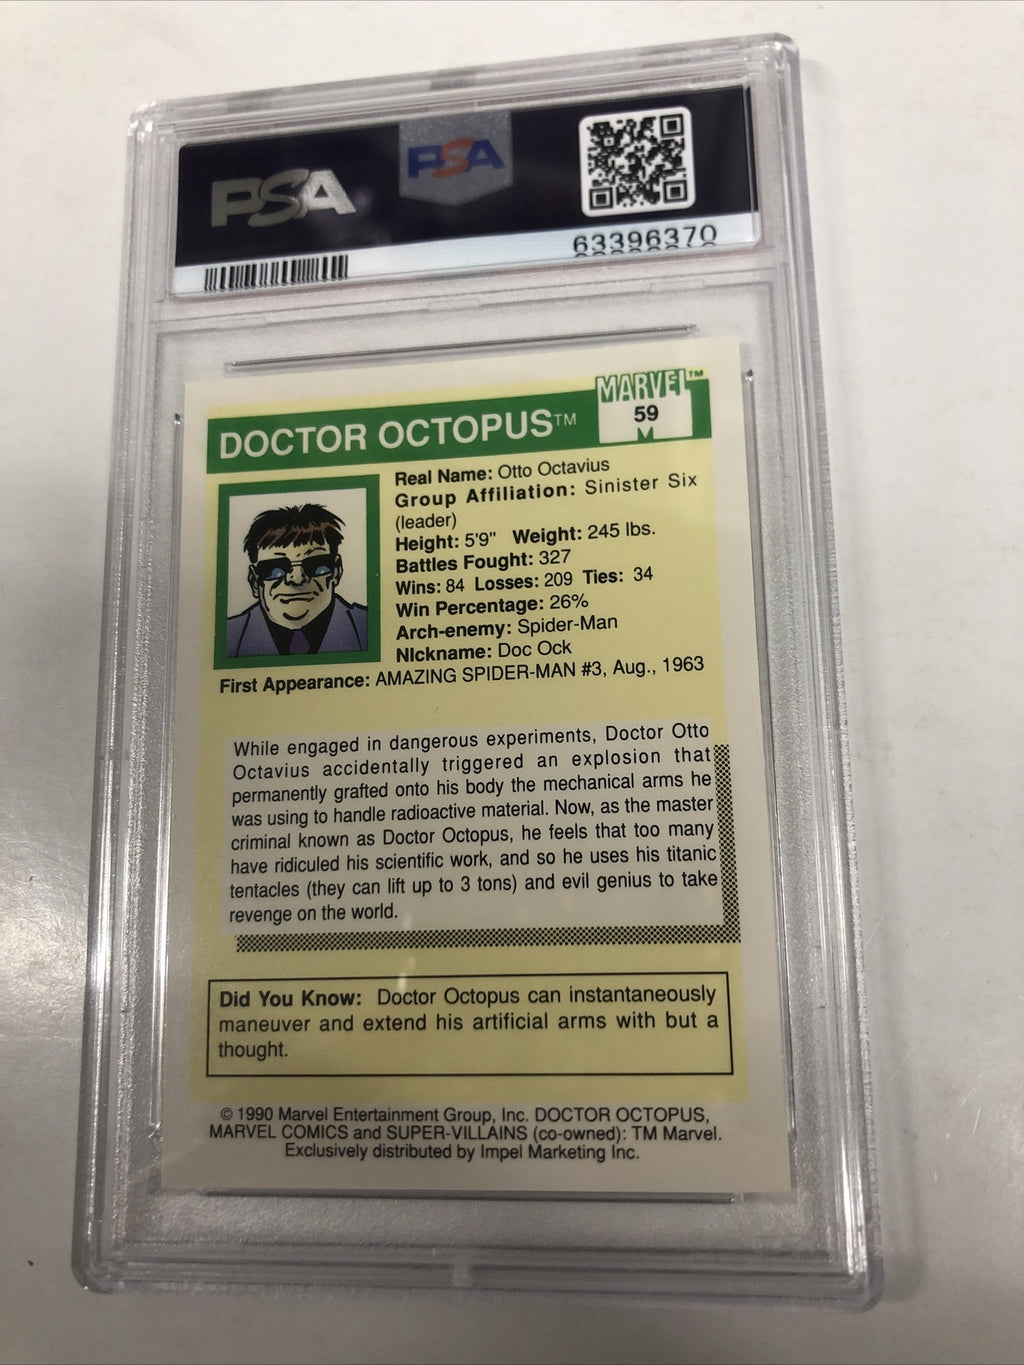 PSA
PSA
63396370
MARVEL™
59
DOCTOR OCTOPUS™
Real Name: Otto Octavius
Group Affiliation: Sinister Six
(leader)
Height: 5'9" Weight: 245 lbs.
Battles Fought: 327
Wins: 84 Losses: 209 Ties: 34
Win Percentage: 26%
Arch-enemy: Spider-Man
NIckname: Doc Ock
First Appearance: AMAZING SPIDER-MAN #3, Aug., 1963
While engaged in dangerous experiments, Doctor Otto
Octavius accidentally triggered an explosion that
permanently grafted onto his body the mechanical arms he
was using to handle radioactive material. Now, as the master
criminal known as Doctor Octopus, he feels that too many
have ridiculed his scientific work, and so he uses his titanic
tentacles (they can lift up to 3 tons) and evil genius to take
revenge on the world.
Did You Know: Doctor Octopus can instantaneously
maneuver and extend his artificial arms with but a
thought.
© 1990 Marvel Entertainment Group, Inc. DOCTOR OCTOPUS,
MARVEL COMICS and SUPER-VILLAINS (co-owned): TM Marvel.
Exclusively distributed by Impel Marketing Inc.